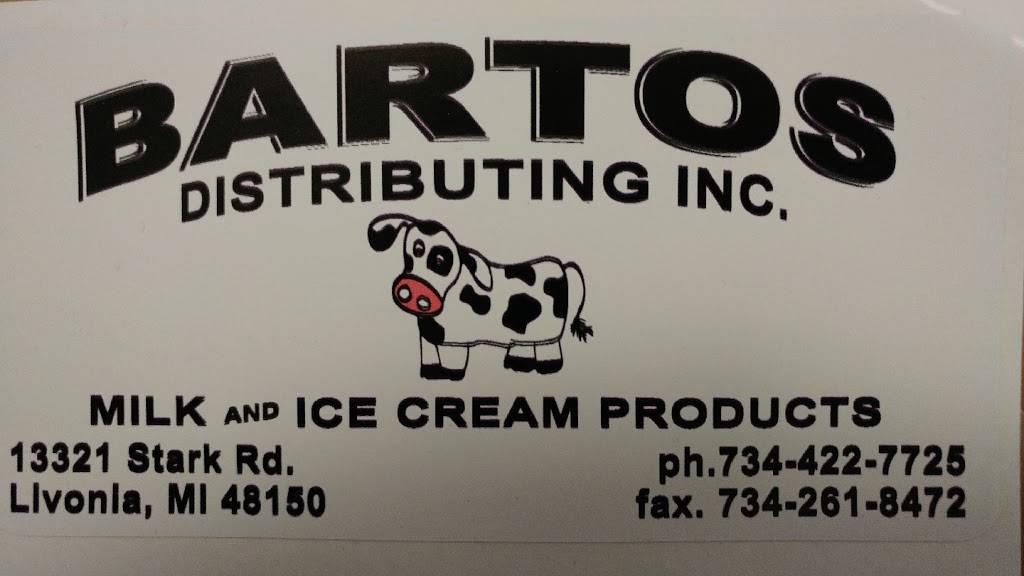 BARTOS
DISTRIBUTING INC.
MILK AND ICE CREAM PRODUCTS
13321 Stark Rd.
Livonia, MI 48150
ph.734-422-7725
fax. 734-261-8472